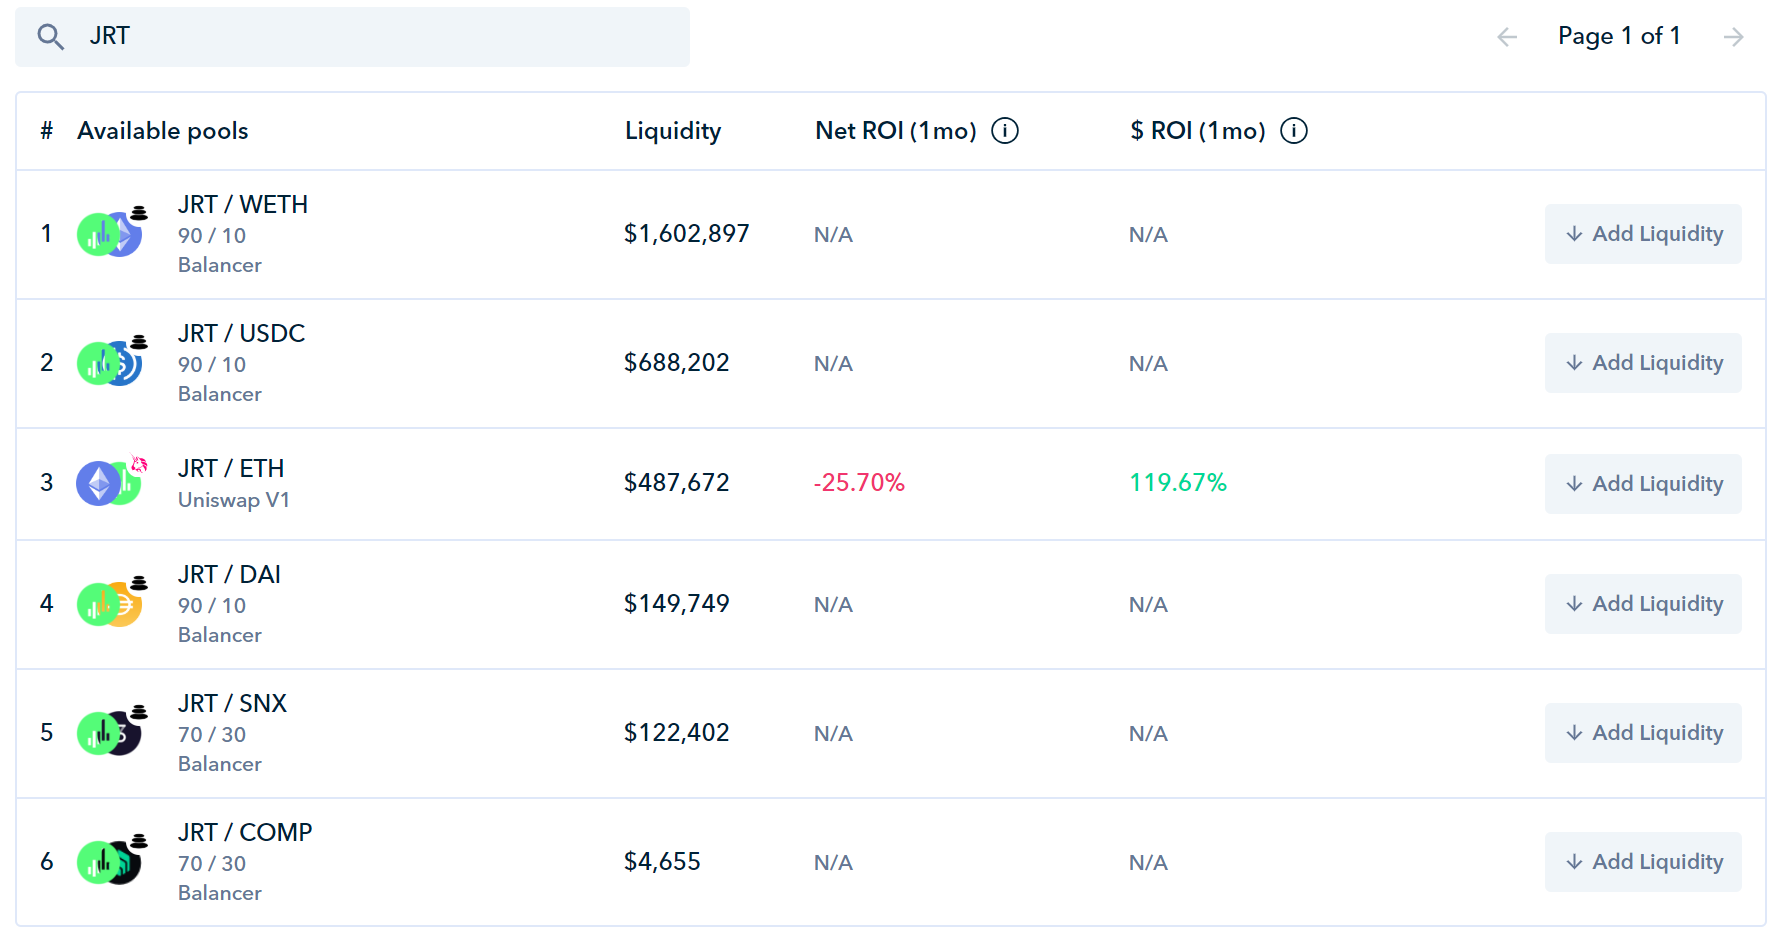 JRT
Page 1 of 1
# Available pools Liquidity Net ROI (1mo) $ ROI (1mo)
JRT / WETH
1 $1,602,897 N/A N/A Add Liquidity
90 / 10
Balancer
JRT / USDC
2 $688,202 N/A N/A Add Liquidity
90 / 10
Balancer
JRT / ETH
3 $487,672 -25.70% 119.67% Add Liquidity
Uniswap V1
JRT / DAI
4 $149,749 N/A N/A Add Liquidity
90 / 10
Balancer
JRT / SNX
5 $122,402 N/A N/A Add Liquidity
70 / 30
Balancer
JRT / COMP
6 $4,655 N/A N/A Add Liquidity
70 / 30
Balancer